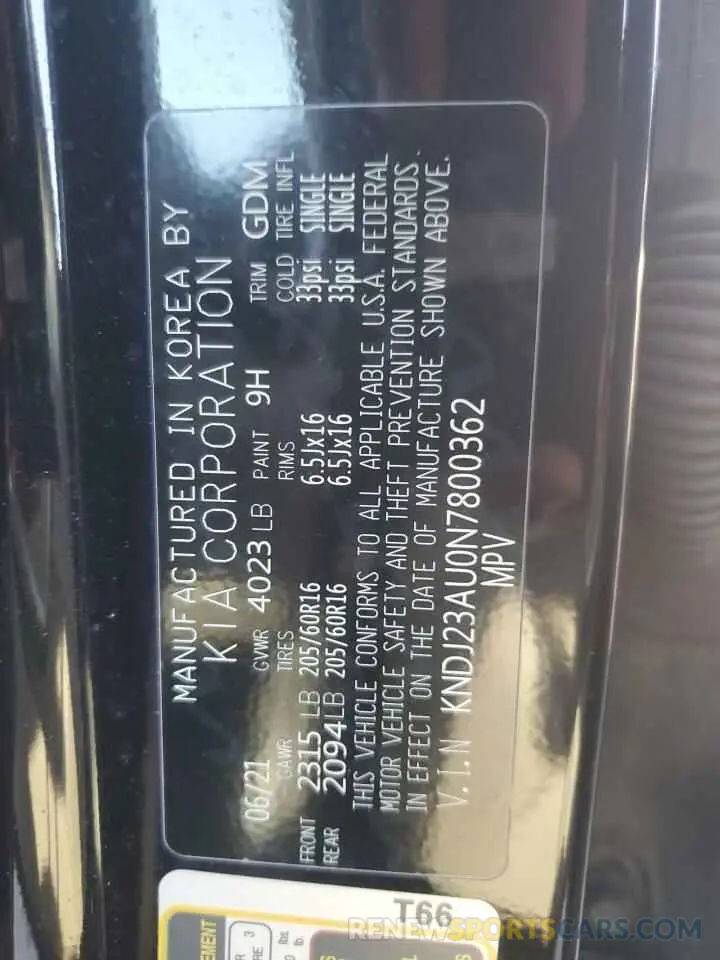 MANUFACTURED IN KOREA BY
KIA CORPORATION
06/21 GVWR 4023 LB PAINT 9H TRIM GDM
GAWR TIRES RIMS COLD TIRE INFL
FRONT 2315 LB 205/60R16 6.5Jx16 33psi SINGLE
REAR 2094LB 205/60R16 6.5Jx16 33psi SINGLE
THIS VEHICLE CONFORMS TO ALL APPLICABLE U.S.A. FEDERAL
MOTOR VEHICLE SAFETY AND THEFT PREVENTION STANDARDS
IN EFFECT ON THE DATE OF MANUFACTURE SHOWN ABOVE.
V.I.N KNDJ23AU0N7800362
MPV
T66
RENEWSPORTSCARS.COM